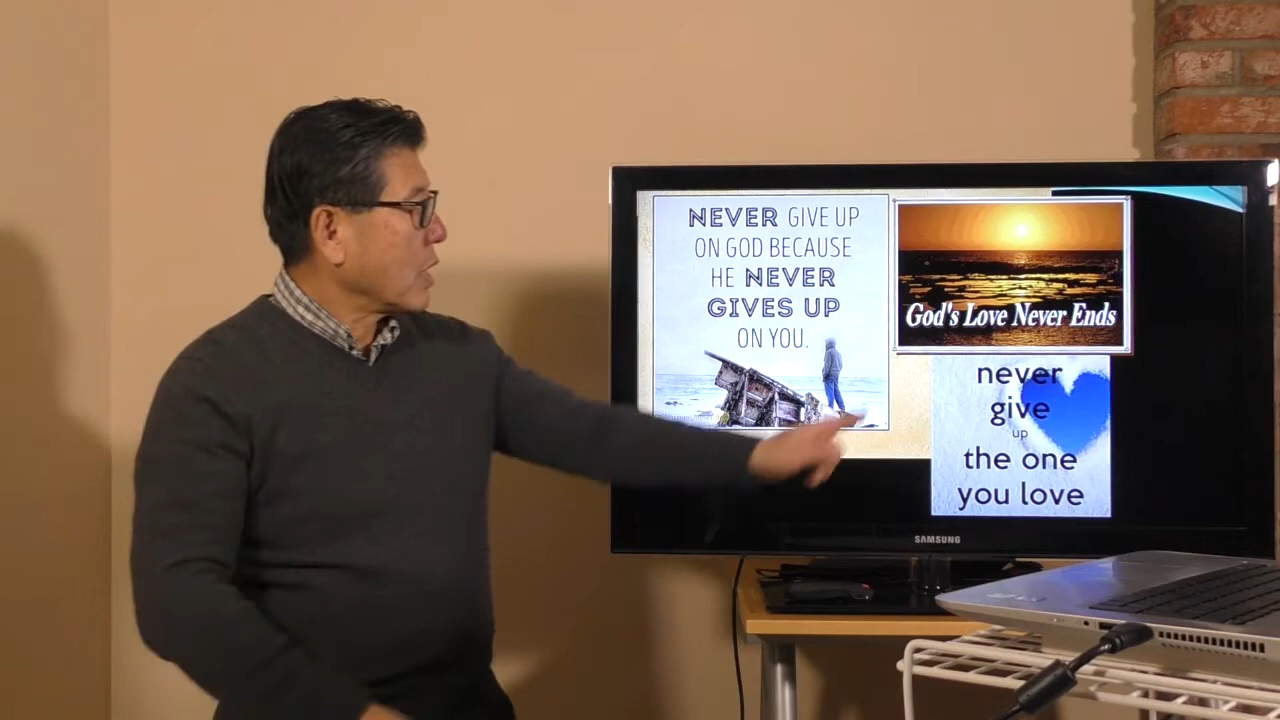 NEVER GIVE UP
ON GOD BECAUSE
HE NEVER
GIVES UP
ON YOU.
God's Love Never Ends
never
give
up
the one
you love
SAMSUNG